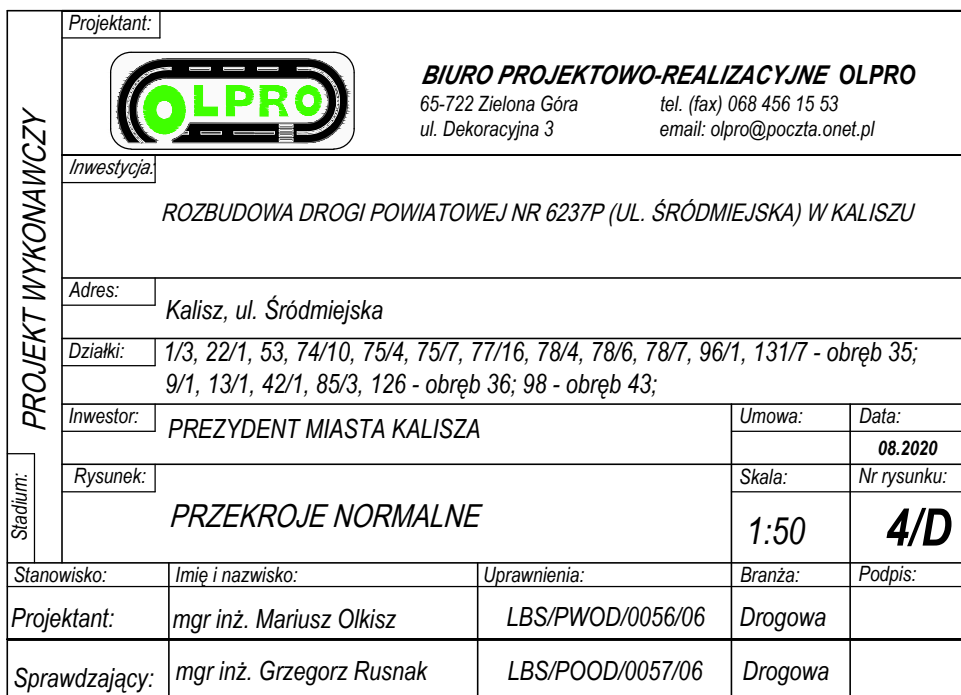 Projektant:
OLPRO
BIURO PROJEKTOWO-REALIZACYJNE OLPRO
65-722 Zielona Góra tel. (fax) 068 456 15 53
ul. Dekoracyjna 3 email: olpro@poczta.onet.pl
PROJEKT WYKONAWCZY
Stadium:
Inwestycja:
ROZBUDOWA DROGI POWIATOWEJ NR 6237P (UL. ŚRÓDMIEJSKA) W KALISZU
Adres:
Kalisz, ul. Śródmiejska
Działki: 1/3, 22/1, 53, 74/10, 75/4, 75/7, 77/16, 78/4, 78/6, 78/7, 96/1, 131/7 - obręb 35;
9/1, 13/1, 42/1, 85/3, 126 - obręb 36; 98 - obręb 43;
Inwestor: PREZYDENT MIASTA KALISZA Umowa: Data:
08.2020
Rysunek: Skala: Nr rysunku:
PRZEKROJE NORMALNE 1:50 4/D
Stanowisko: Imię i nazwisko: Uprawnienia: Branża: Podpis:
Projektant: mgr inż. Mariusz Olkisz LBS/PWOD/0056/06 Drogowa
Sprawdzający: mgr inż. Grzegorz Rusnak LBS/POOD/0057/06 Drogowa